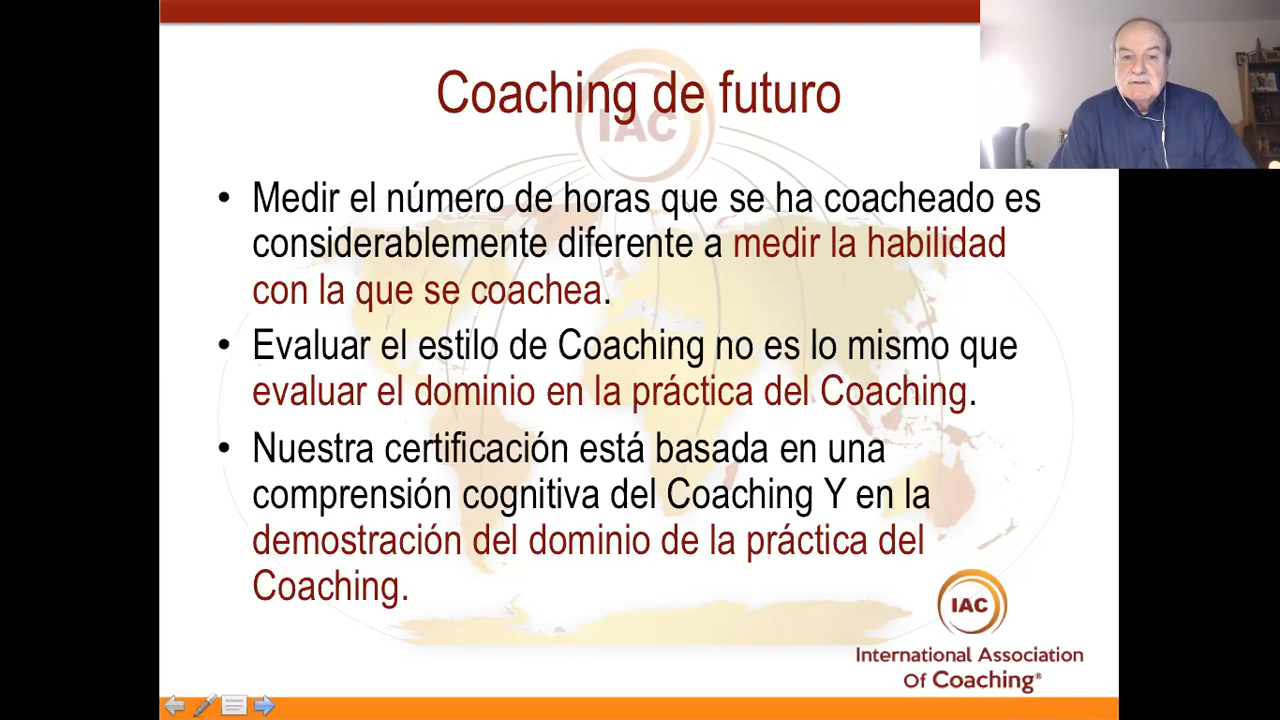 Coaching de futuro
IAC
• Medir el número de horas que se ha coacheado es
considerablemente diferente a medir la habilidad
con la que se coachea.
• Evaluar el estilo de Coaching no es lo mismo que
evaluar el dominio en la práctica del Coaching.
• Nuestra certificación está basada en una
comprensión cognitiva del Coaching Y en la
demostración del dominio de la práctica del
Coaching.
IAC
International Association
Of Coaching®